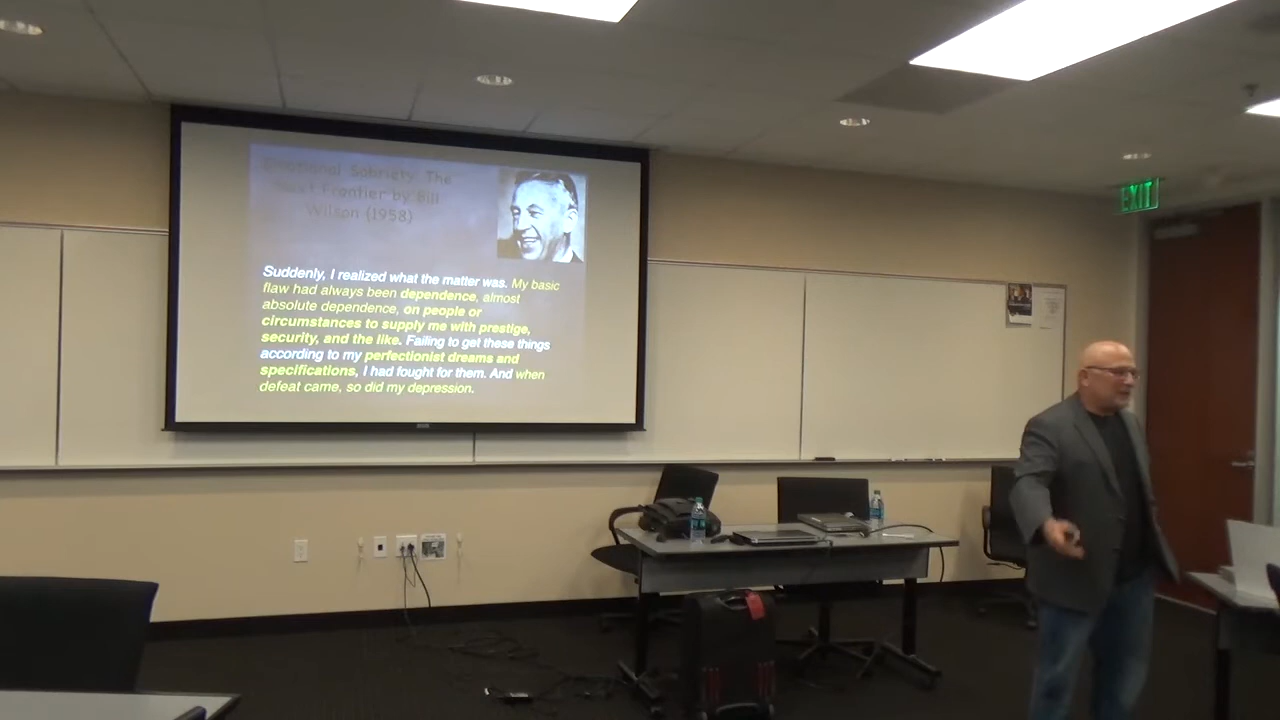 Emotional Sobriety The
Next Frontier by Bill
Wilson (1958)
Suddenly, I realized what the matter was. My basic
flaw had always been dependence, almost
absolute dependence, on people or
circumstances to supply me with prestige,
security, and the like. Failing to get these things
according to my perfectionist dreams and
specifications, I had fought for them. And when
defeat came, so did my depression.
EXIT